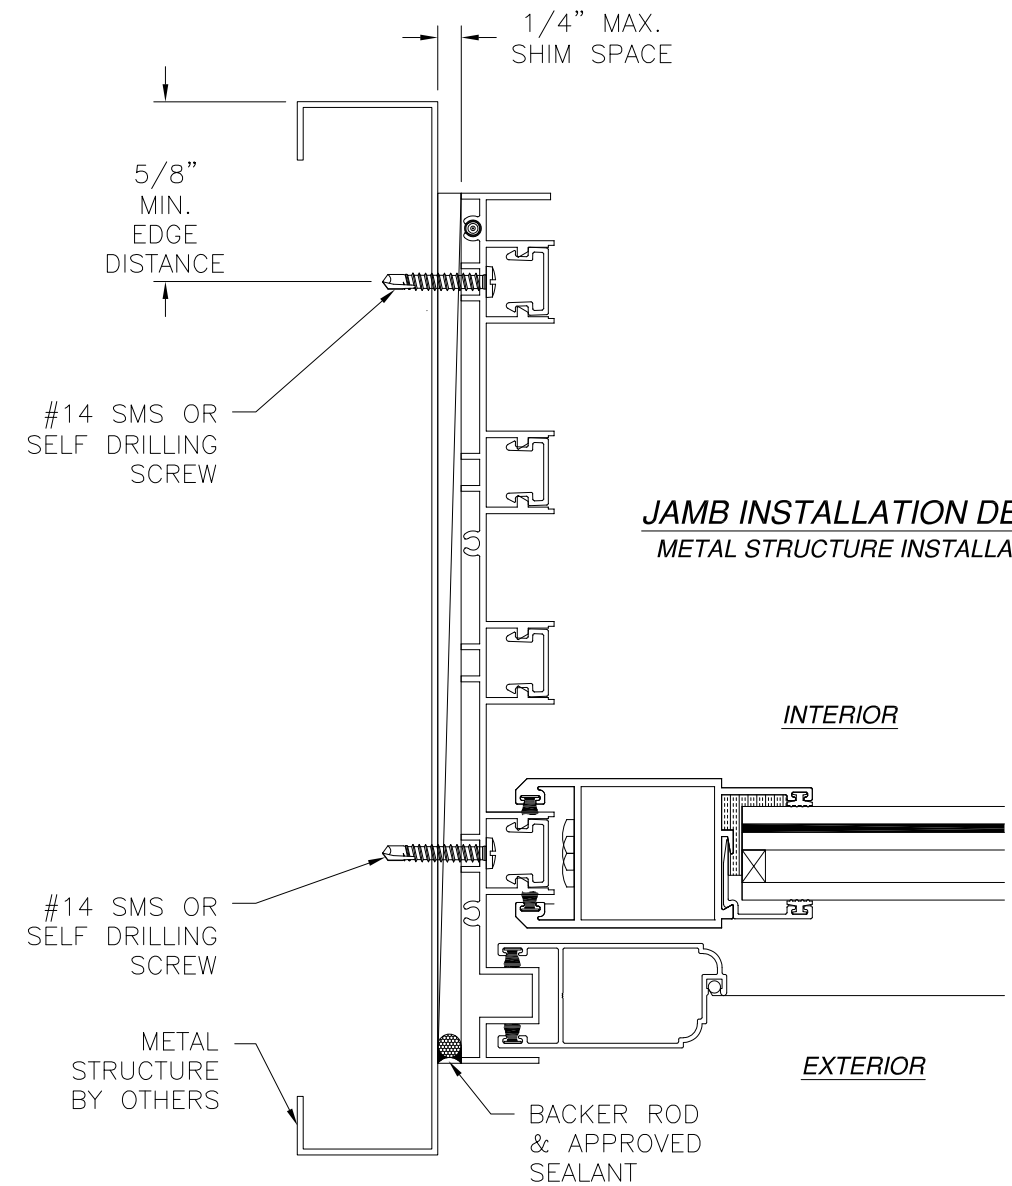 1/4” MAX.
SHIM SPACE
5/8”
MIN.
EDGE
DISTANCE
#14 SMS OR
SELF DRILLING
SCREW
JAMB INSTALLATION DE
METAL STRUCTURE INSTALLA
INTERIOR
#14 SMS OR
SELF DRILLING
SCREW
METAL
STRUCTURE
BY OTHERS
EXTERIOR
BACKER ROD
& APPROVED
SEALANT